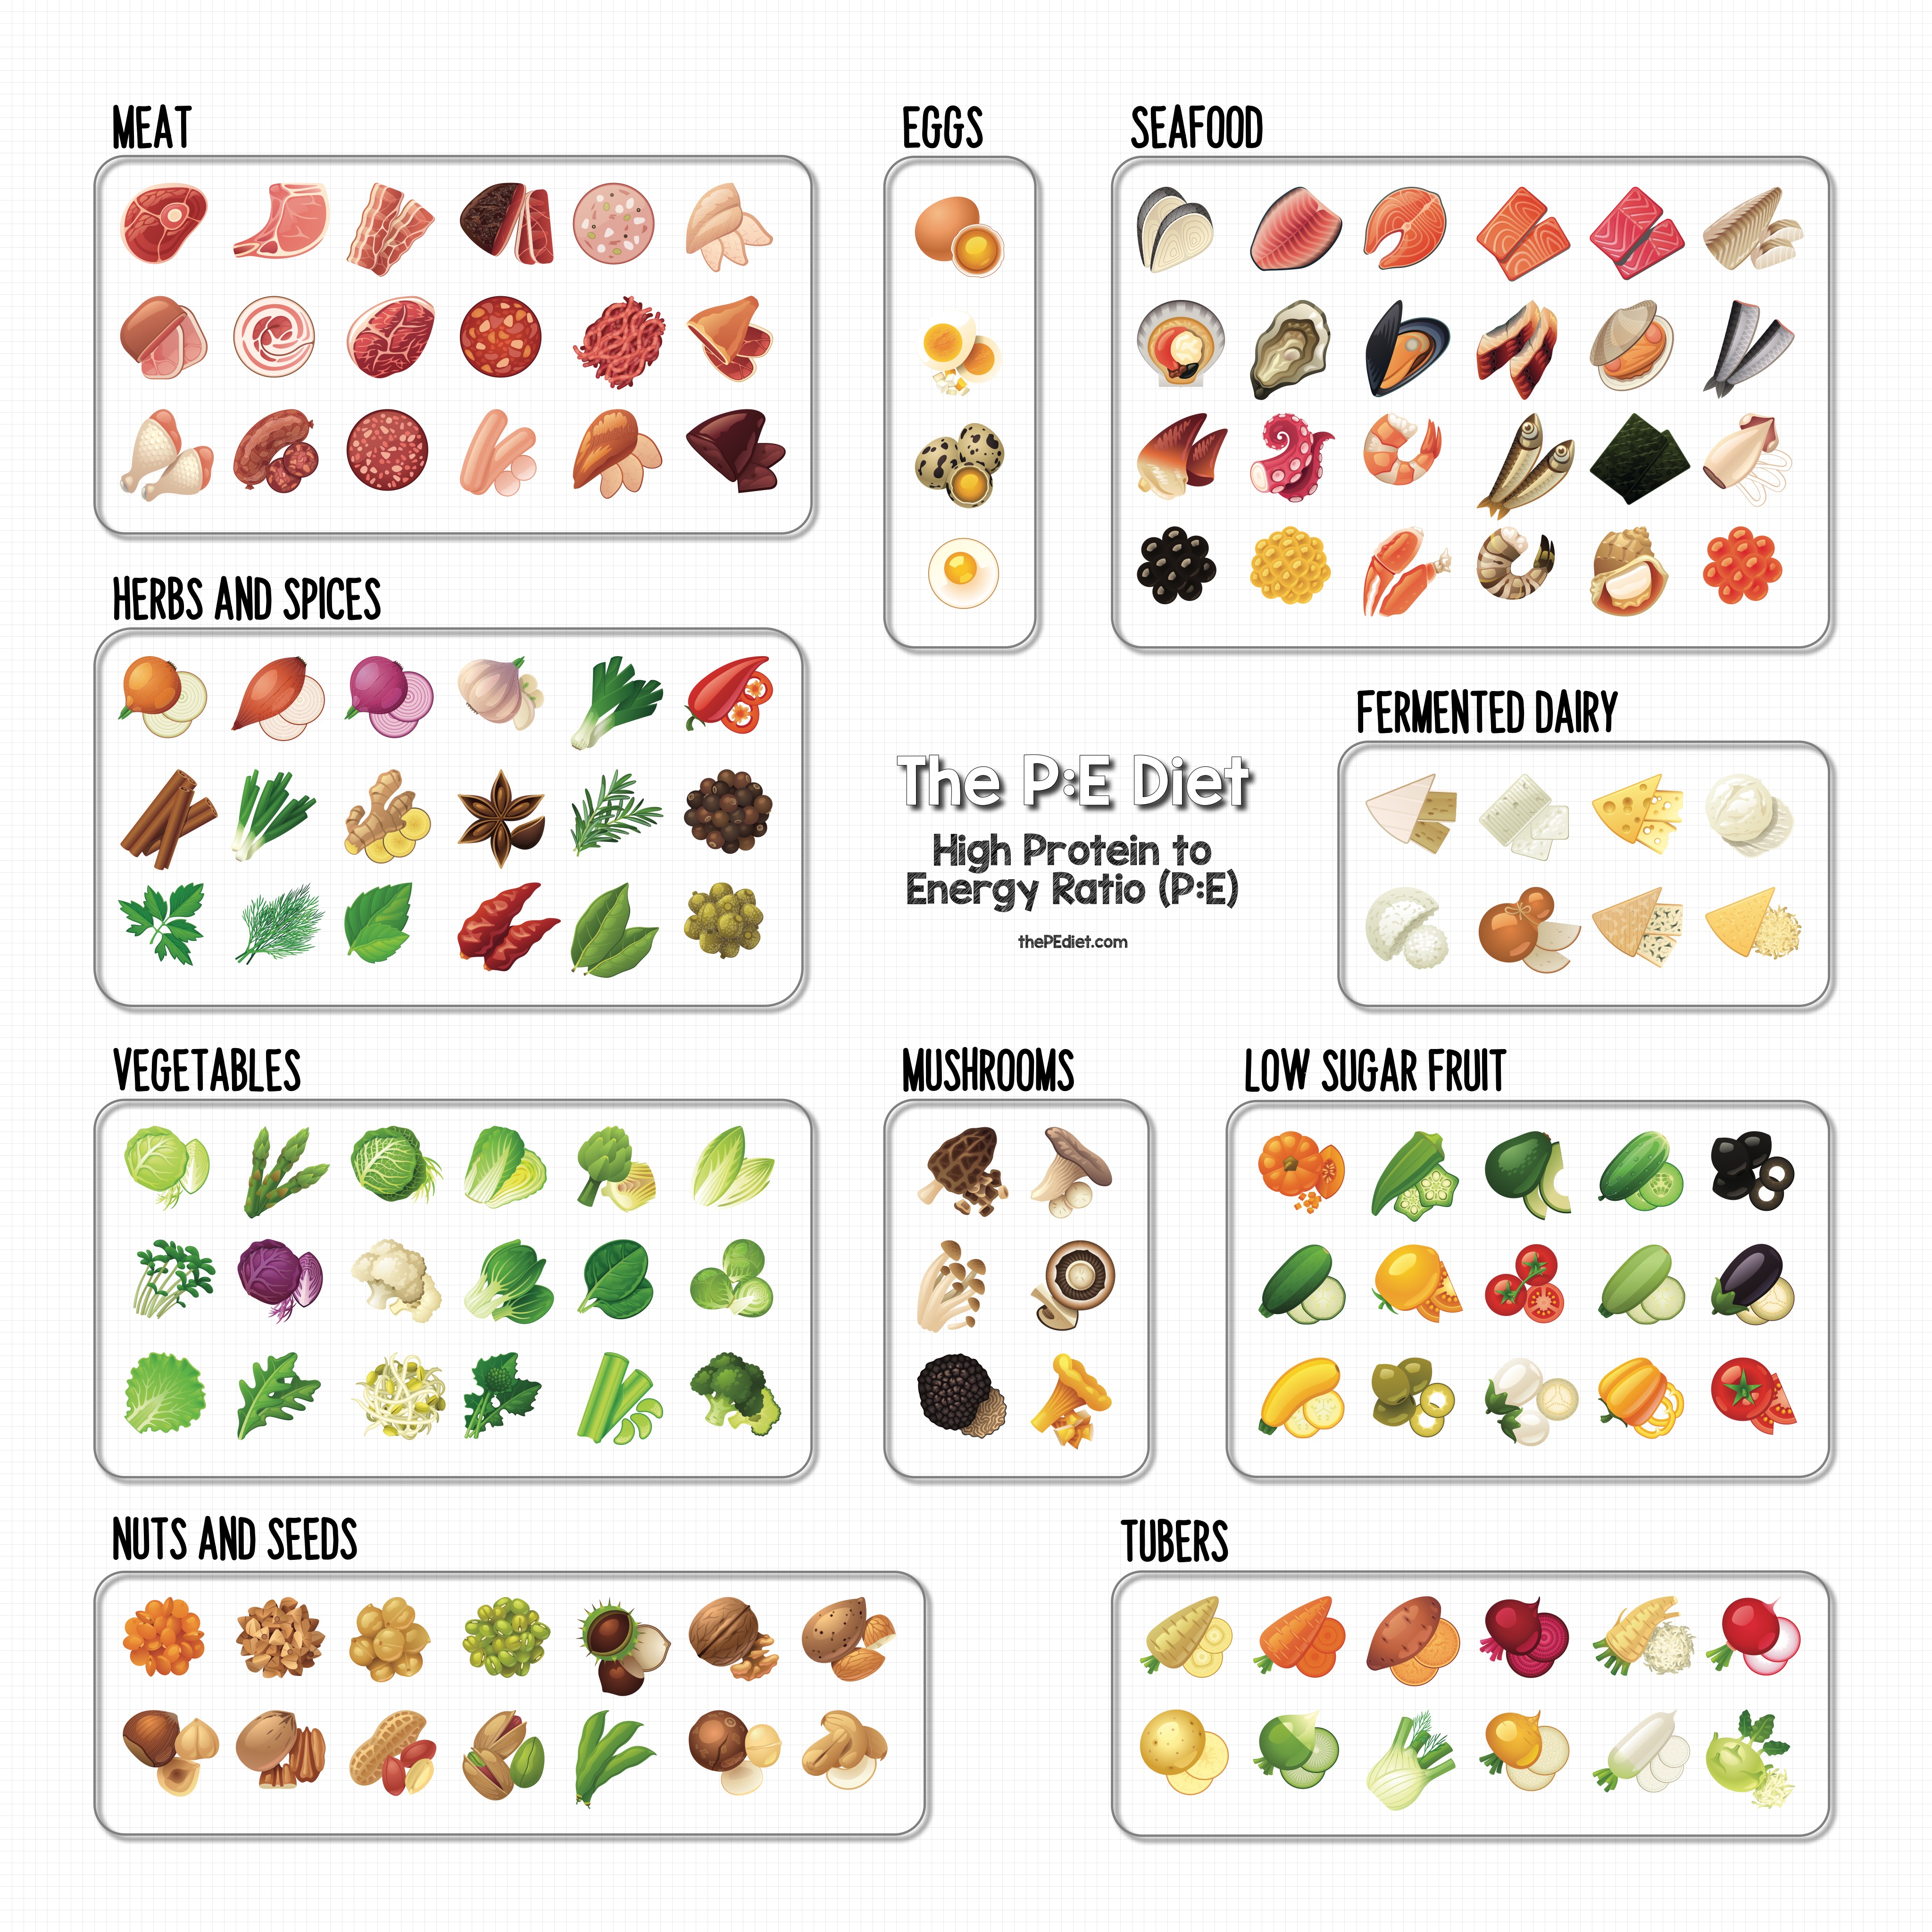 MEAT
EGGS
SEAFOOD
HERBS AND SPICES
FERMENTED DAIRY
The P:E Diet
High Protein to
Energy Ratio (P:E)
thePEdiet.com
VEGETABLES
MUSHROOMS
LOW SUGAR FRUIT
NUTS AND SEEDS
TUBERS